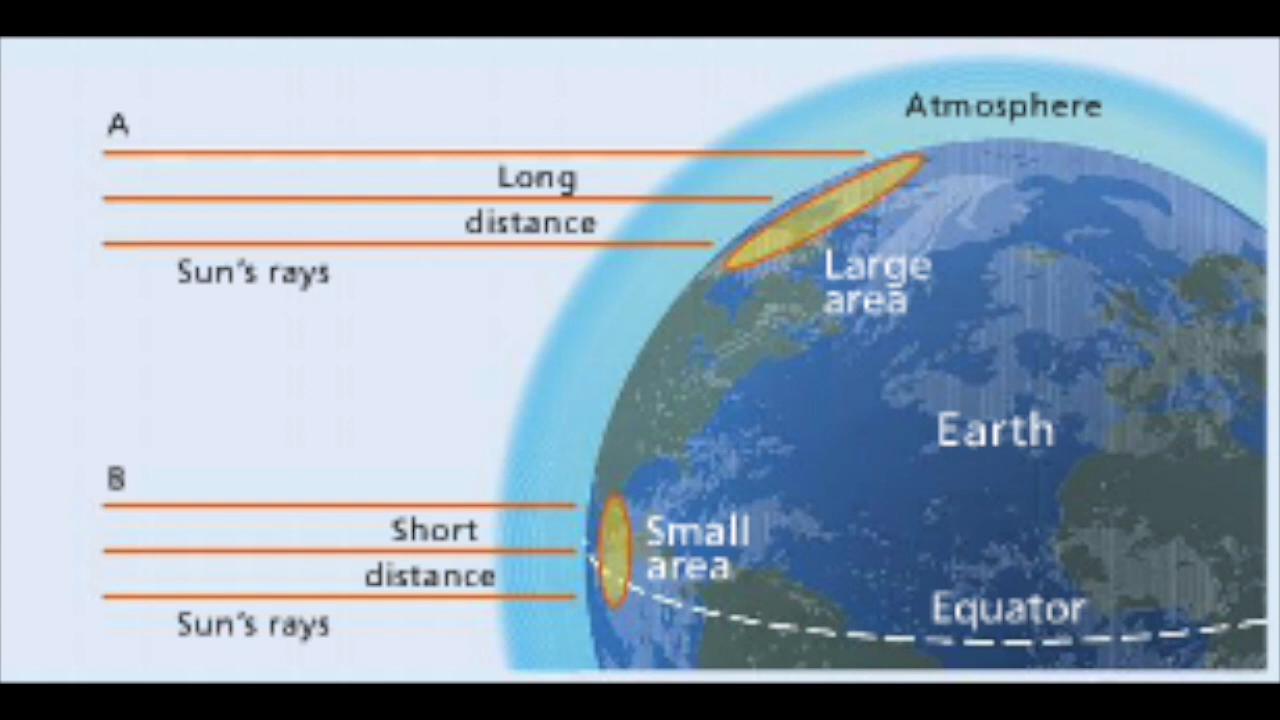 Atmosphere
A
Long
distance
Sun's rays
Large
area
Earth
B
Short
distance
Sun's rays
Small
area
Equator